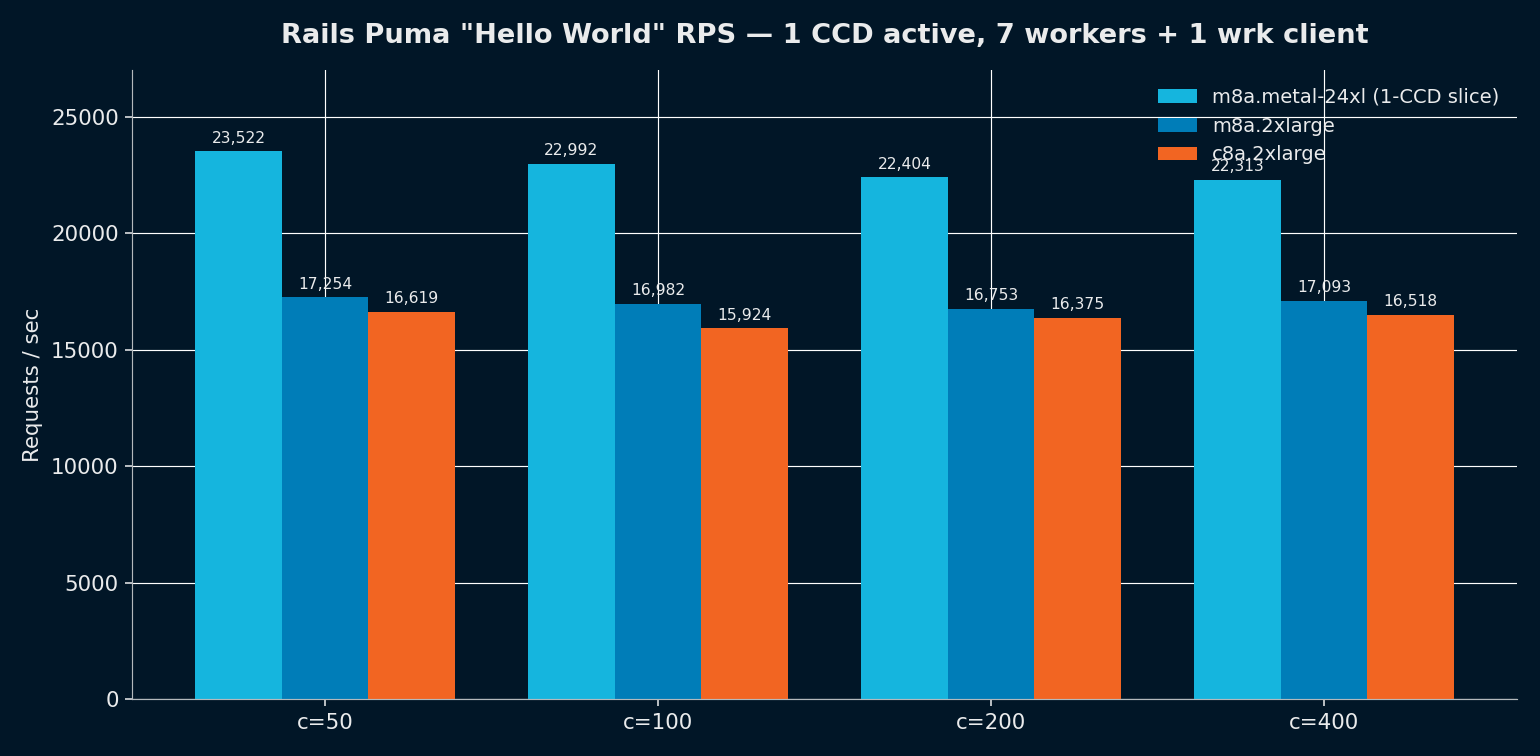 Rails Puma "Hello World" RPS — 1 CCD active, 7 workers + 1 wrk client
m8a.metal-24xl (1-CCD slice)
m8a.2xlarge
c8a.2xlarge
Requests / sec
25000
20000
15000
10000
5000
0
23,522
17,254
16,619
22,992
16,982
15,924
22,404
16,753
16,375
22,313
17,093
16,518
c=50
c=100
c=200
c=400